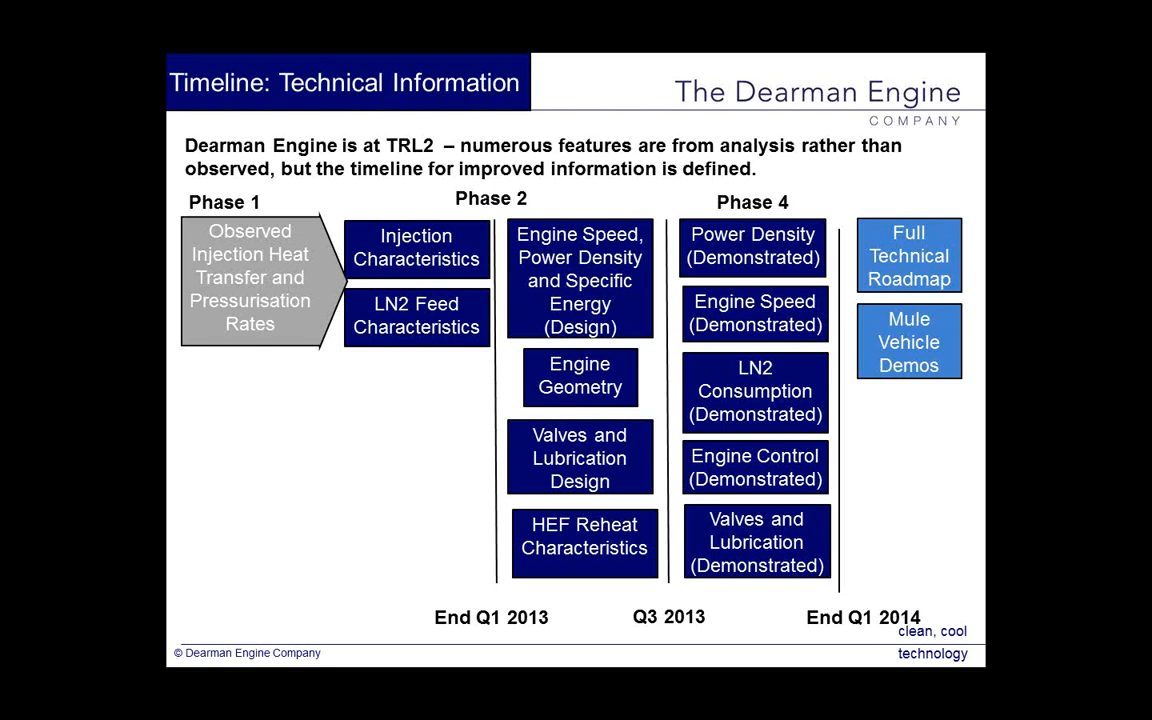 Timeline: Technical Information
The Dearman Engine
COMPANY
Dearman Engine is at TRL2 – numerous features are from analysis rather than
observed, but the timeline for improved information is defined.
Phase 1
Phase 2
Phase 4
Observed
Injection Heat
Transfer and
Pressurisation
Rates
Injection
Characteristics
LN2 Feed
Characteristics
Engine Speed,
Power Density
and Specific
Energy
(Design)
Engine
Geometry
Valves and
Lubrication
Design
HEF Reheat
Characteristics
Power Density
(Demonstrated)
Engine Speed
(Demonstrated)
LN2
Consumption
(Demonstrated)
Engine Control
(Demonstrated)
Valves and
Lubrication
(Demonstrated)
Full
Technical
Roadmap
Mule
Vehicle
Demos
End Q1 2013
Q3 2013
End Q1 2014
clean, cool
technology
© Dearman Engine Company